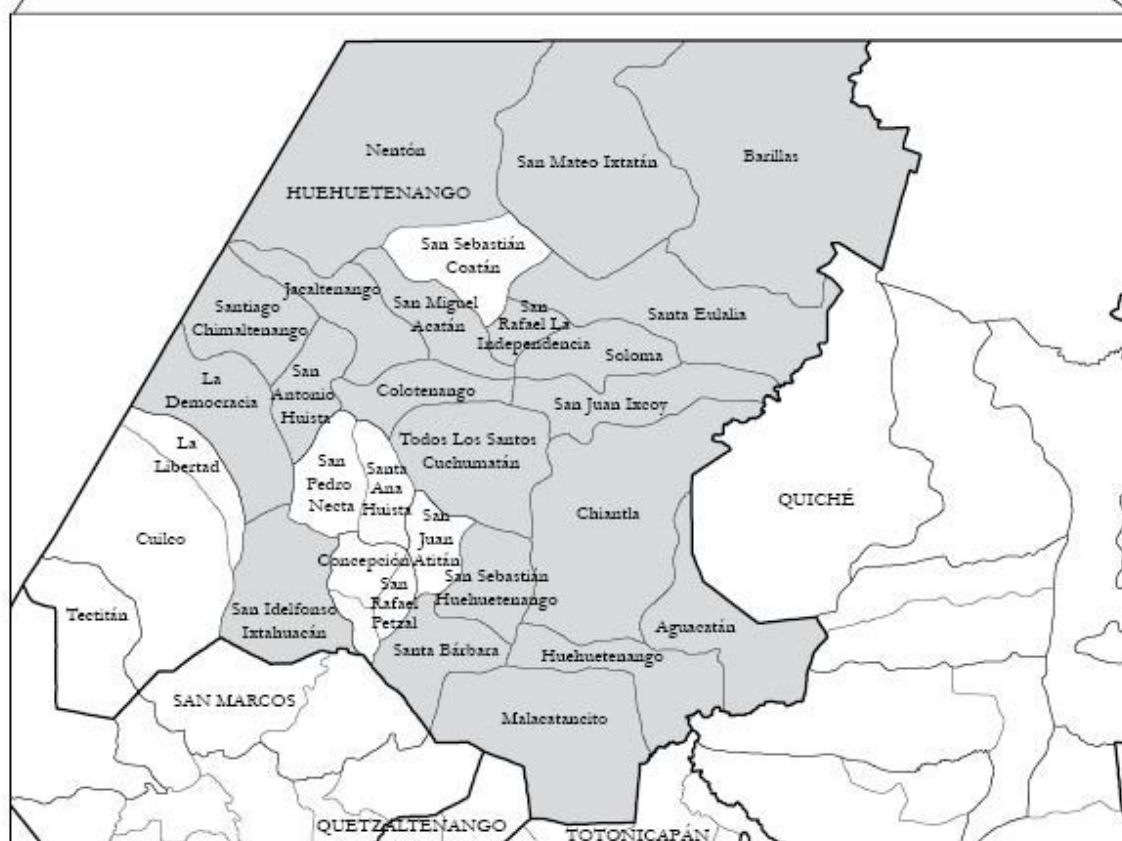 Nentón
San Mateo Ixtatán
Barillas
HUEHUETENANGO
San Sebastián
Coatán
Jacaltenango
Santiago
Chimaltenango
San Miguel
Acatán
San
Rafael La
Independencia
Santa Eulalia
Soloma
La
Democracia
San
Antonio
Huista
Colotenango
San Juan Ixcoy
La
Libertad
San
Pedro
Necta
Santa
Ana
Huista
Todos Los Santos
Cuchumatán
QUICHÉ
Chiantla
San
Juan
Atitán
Cuilco
Concepción
San
Rafael
Petzál
San Sebastián
Huehuetenango
Tectitán
San Idelfonso
Ixtahuacán
Aguacatán
Santa Bárbara
Huehuetenango
SAN MARCOS
Malacatancito
QUETZALTENANGO
TOTONICAPÁN